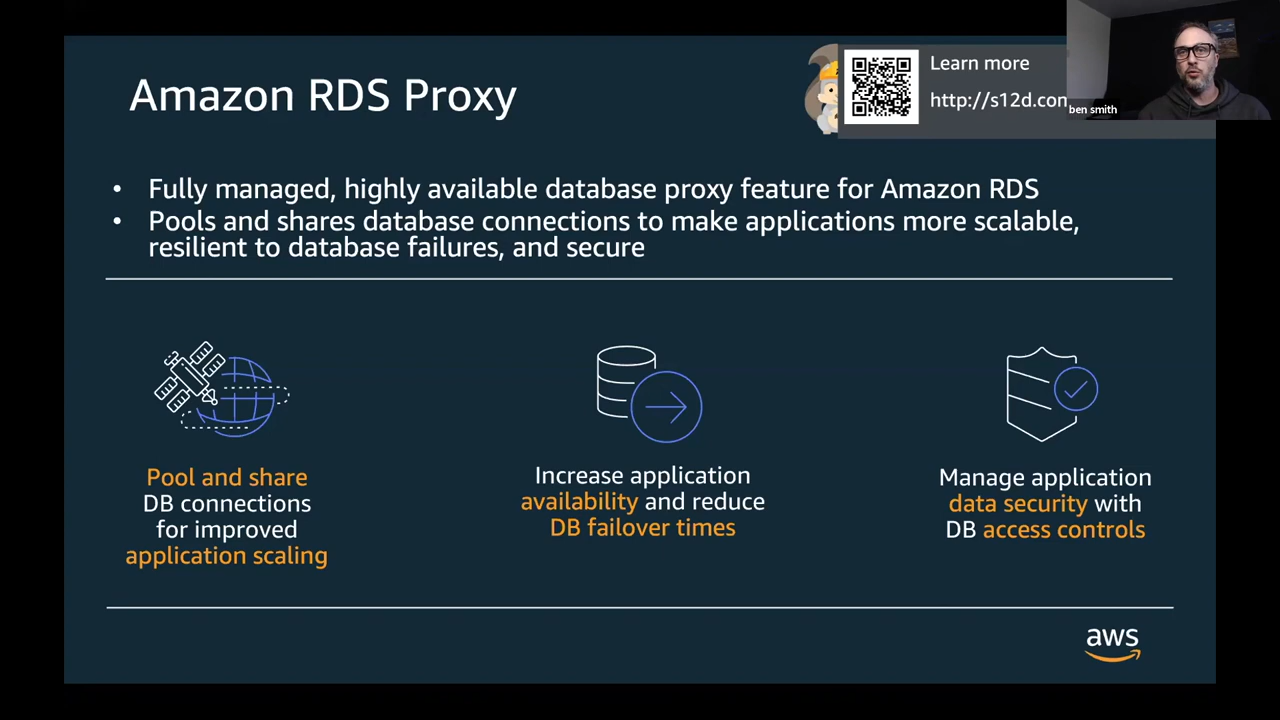 Amazon RDS Proxy
Learn more
http://s12d.com
ben smith
• Fully managed, highly available database proxy feature for Amazon RDS
• Pools and shares database connections to make applications more scalable,
resilient to database failures, and secure
Pool and share
DB connections
for improved
application scaling
Increase application
availability and reduce
DB failover times
Manage application
data security with
DB access controls
aws